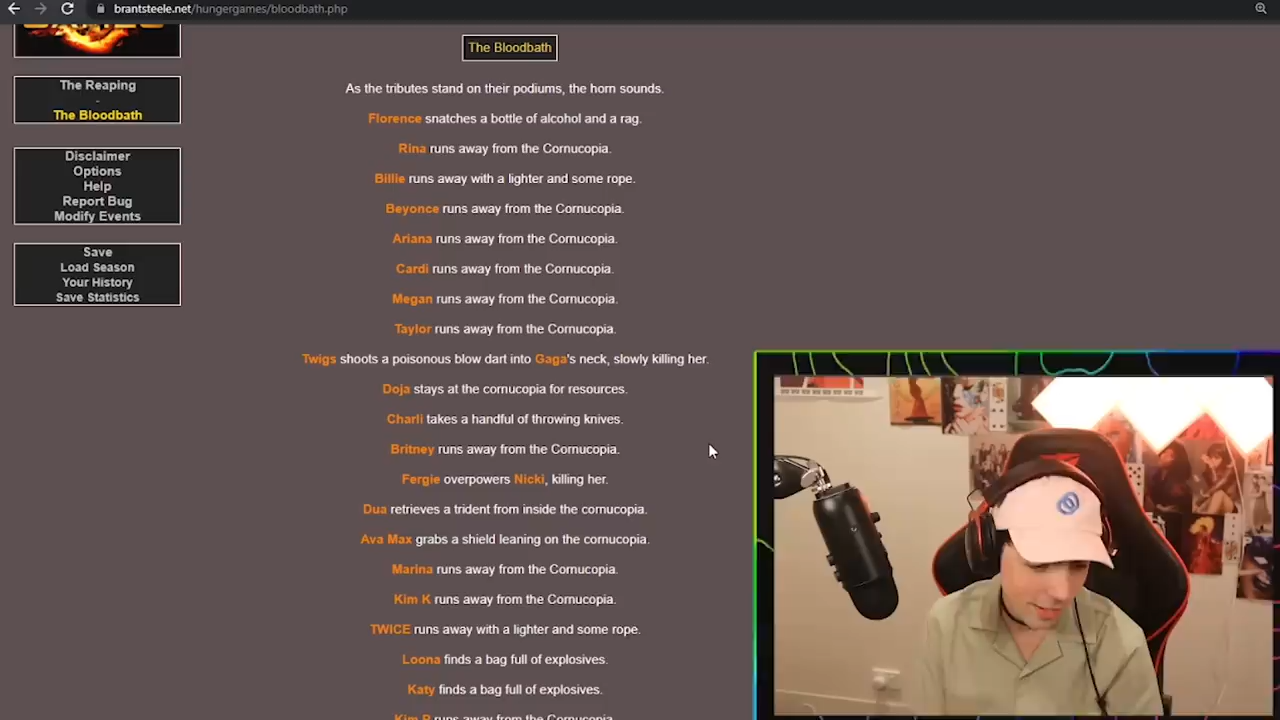 brantsteele.net/hungergames/bloodbath.php
The Reaping
-
The Bloodbath
Disclaimer
Options
Help
Report Bug
Modify Events
Save
Load Season
Your History
Save Statistics
The Bloodbath
As the tributes stand on their podiums, the horn sounds.
Florence snatches a bottle of alcohol and a rag.
Rina runs away from the Cornucopia.
Billie runs away with a lighter and some rope.
Beyonce runs away from the Cornucopia.
Ariana runs away from the Cornucopia.
Cardi runs away from the Cornucopia.
Megan runs away from the Cornucopia.
Taylor runs away from the Cornucopia.
Twigs shoots a poisonous blow dart into Gaga's neck, slowly killing her.
Doja stays at the cornucopia for resources.
Charli takes a handful of throwing knives.
Britney runs away from the Cornucopia.
Fergie overpowers Nicki, killing her.
Dua retrieves a trident from inside the cornucopia.
Ava Max grabs a shield leaning on the cornucopia.
Marina runs away from the Cornucopia.
Kim K runs away from the Cornucopia.
TWICE runs away with a lighter and some rope.
Loona finds a bag full of explosives.
Katy finds a bag full of explosives.
Kim P runs away from the Cornucopia.